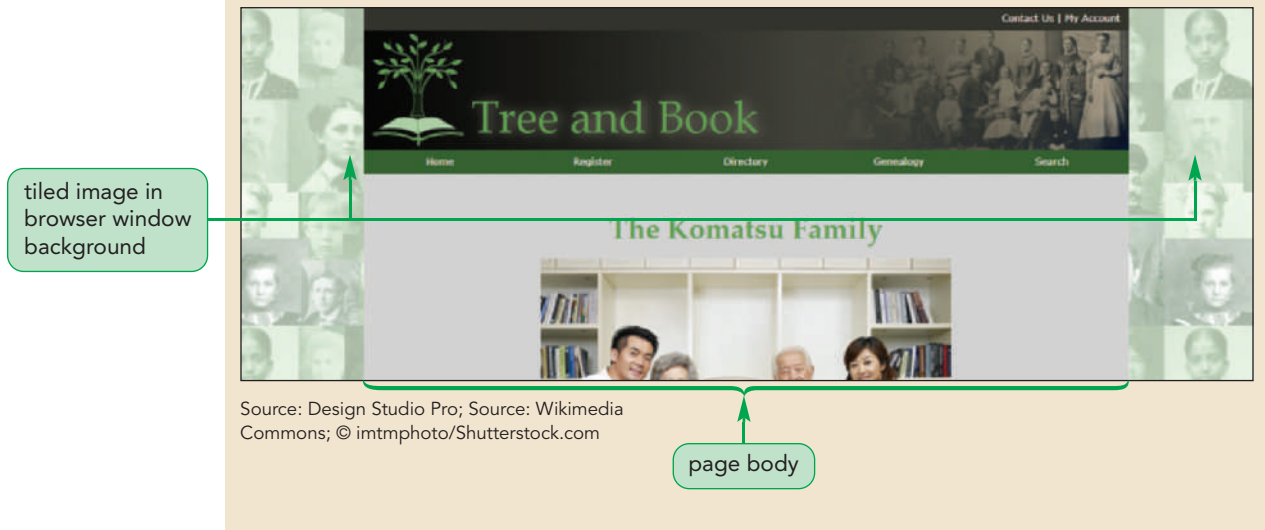 Contact Us | My Account
Tree and Book
Home Register Directory Genealogy Search
tiled image in
browser window
background
The Komatsu Family
Source: Design Studio Pro; Source: Wikimedia
Commons; © imtmphoto/Shutterstock.com
page body